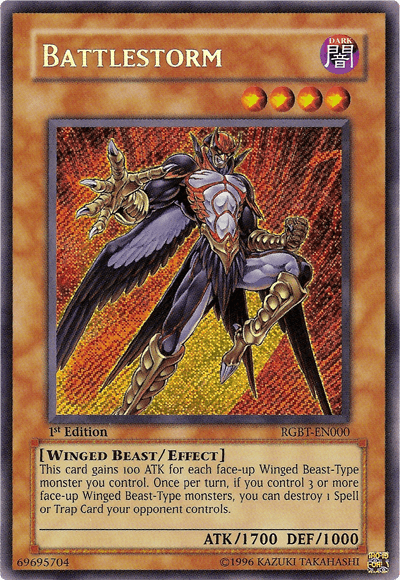 BATTLESTORM
DARK
闇
1st Edition
RGBT-EN000
[WINGED BEAST/EFFECT]
This card gains 100 ATK for each face-up Winged Beast-Type
monster you control. Once per turn, if you control 3 or more
face-up Winged Beast-Type monsters, you can destroy 1 Spell
or Trap Card your opponent controls.
ATK/1700 DEF/1000
69695704
©1996 KAZUKI TAKAHASHI